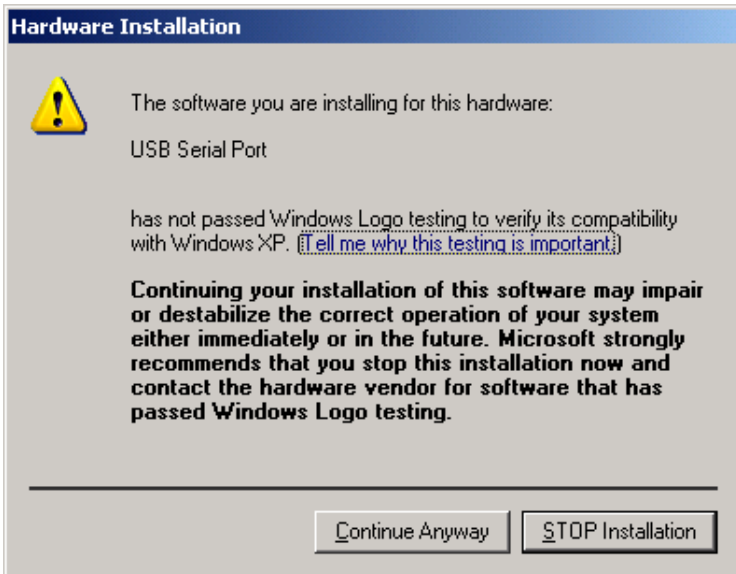 Hardware Installation
The software you are installing for this hardware:
USB Serial Port
has not passed Windows Logo testing to verify its compatibility
with Windows XP. (Tell me why this testing is important.)
Continuing your installation of this software may impair
or destabilize the correct operation of your system
either immediately or in the future. Microsoft strongly
recommends that you stop this installation now and
contact the hardware vendor for software that has
passed Windows Logo testing.
Continue Anyway
STOP Installation